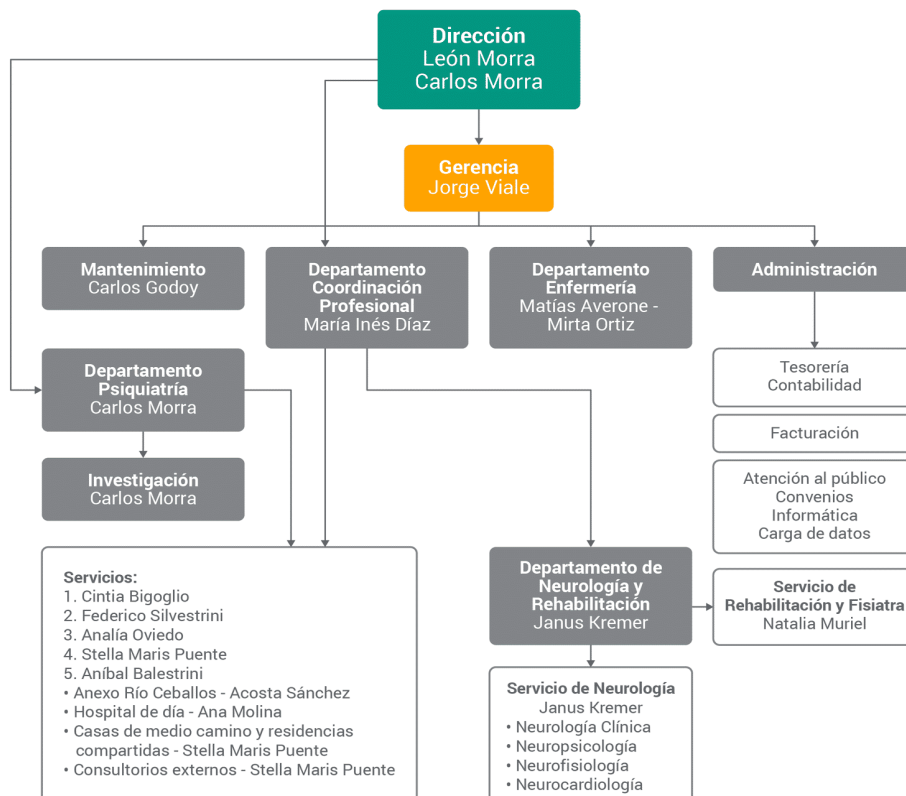 Dirección
León Morra
Carlos Morra
Gerencia
Jorge Viale
Mantenimiento
Carlos Godoy
Departamento
Coordinación
Profesional
María Inés Díaz
Departamento
Enfermería
Matías Averone -
Mirta Ortiz
Administración
Departamento
Psiquiatría
Carlos Morra
Tesorería
Contabilidad
Facturación
Investigación
Carlos Morra
Atención al público
Convenios
Informática
Carga de datos
Servicios:
1. Cintia Bigoglio
2. Federico Silvestrini
3. Analía Oviedo
4. Stella Maris Puente
5. Aníbal Balestrini
• Anexo Río Ceballos - Acosta Sánchez
• Hospital de día - Ana Molina
• Casas de medio camino y residencias
compartidas - Stella Maris Puente
• Consultorios externos - Stella Maris Puente
Departamento de
Neurología y
Rehabilitación
Janus Kremer
Servicio de
Rehabilitación y Fisiatra
Natalia Muriel
Servicio de Neurología
Janus Kremer
• Neurología Clínica
• Neuropsicología
• Neurofisiología
• Neurocardiología